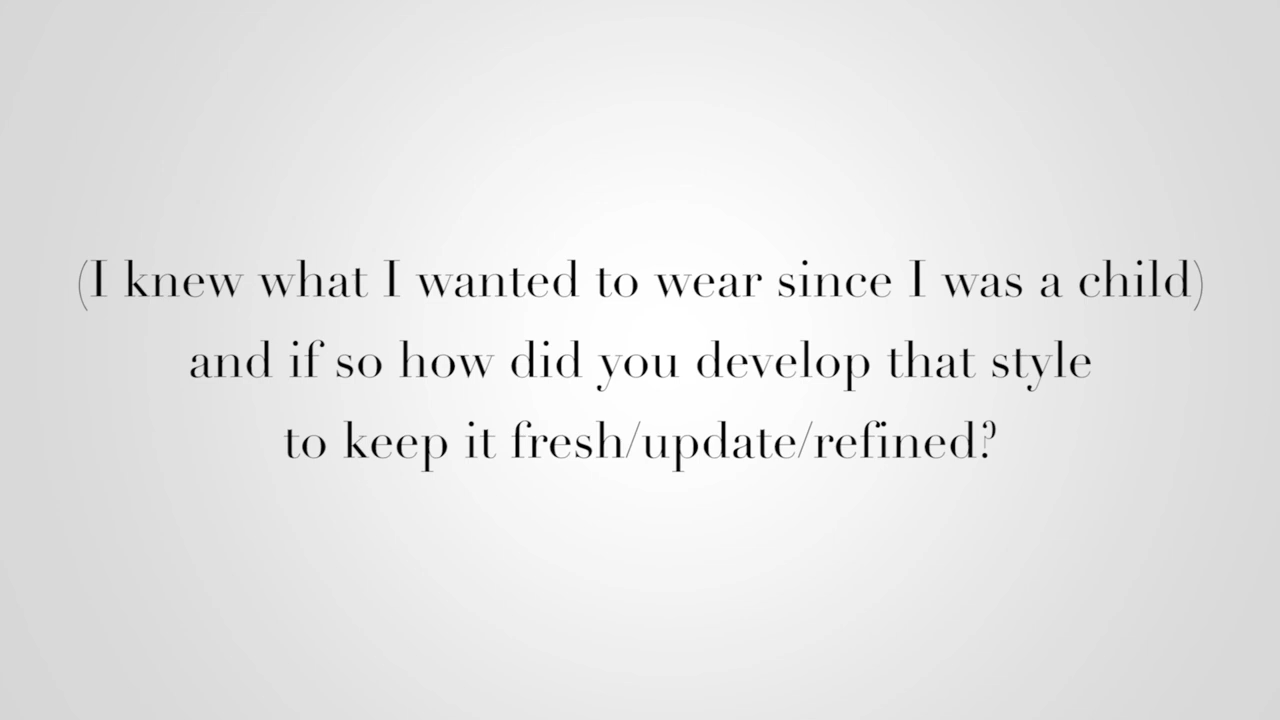 (I knew what I wanted to wear since I was a child)
and if so how did you develop that style
to keep it fresh/update/refined?